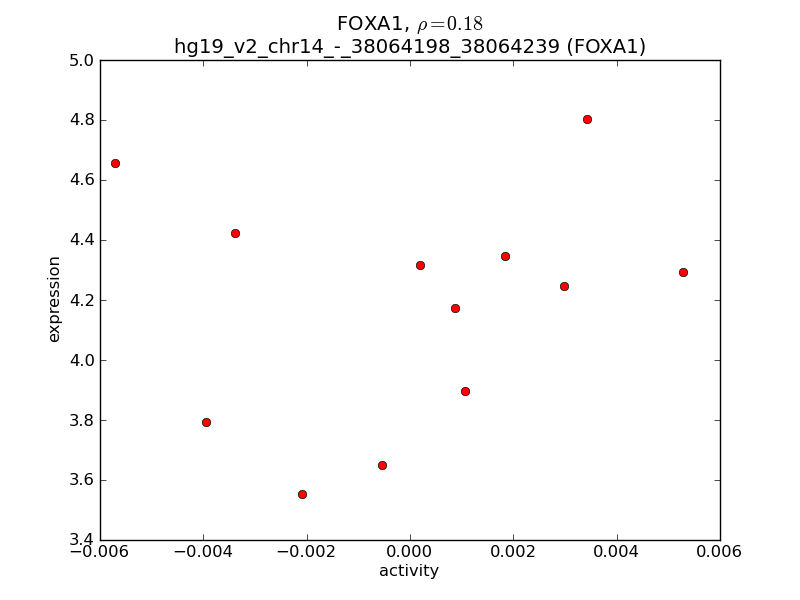 FOXA1, ρ=0.18
hg19_v2_chr14_-_38064198_38064239 (FOXA1)
5.0
4.8
4.6
4.4
4.2
4.0
3.8
3.6
3.4
expression
−0.006 −0.004 −0.002 0.000 0.002 0.004 0.006
activity